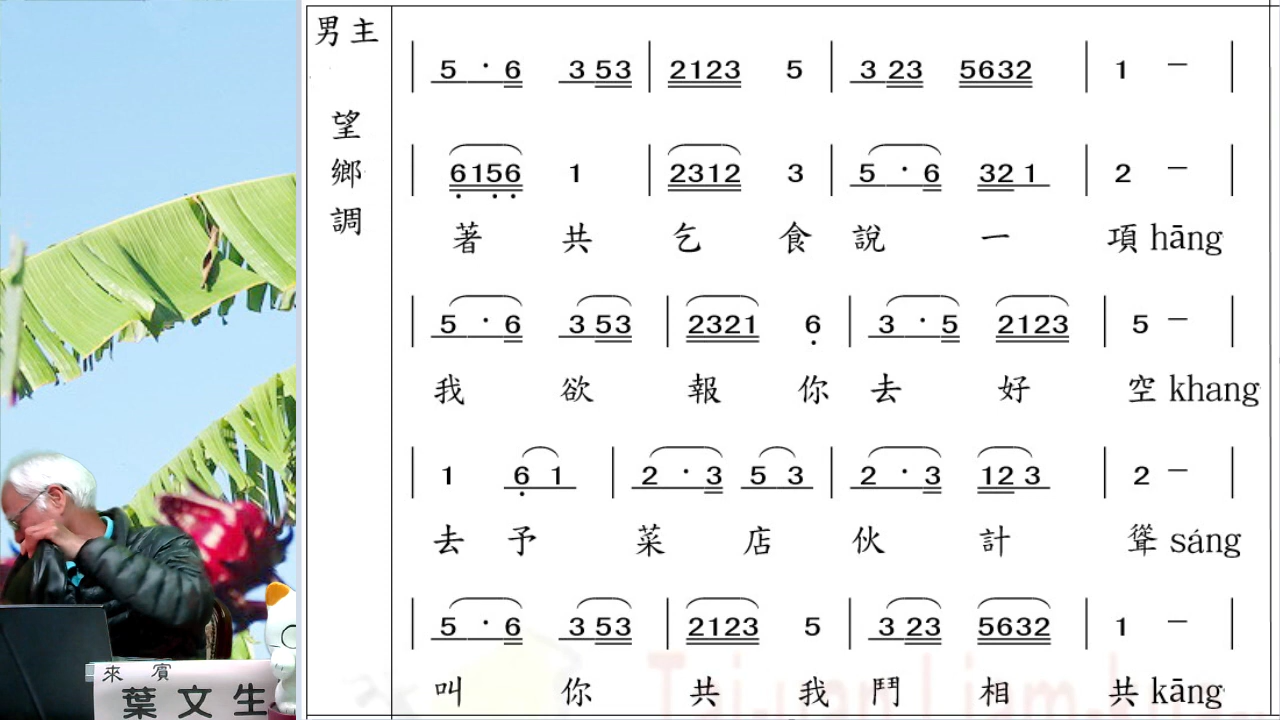 男主
望鄉調
| 5 · 6 3 53 | 2123 5 | 3 23 5632 | 1 — |
| 6156 1 | 2312 3 | 5 · 6 32 1 | 2 — |
著 共 乞 食 說 一 項 hāng
| 5 · 6 3 53 | 2321 6 | 3 · 5 2123 | 5 — |
我 欲 報 你 去 好 空 khang
| 1 6 1 | 2 · 3 5 3 | 2 · 3 12 3 | 2 — |
去 予 菜 店 伙 計 聳 sáng
| 5 · 6 3 53 | 2123 5 | 3 23 5632 | 1 — |
叫 你 共 我 鬥 相 共 kāng
來賓
葉文生